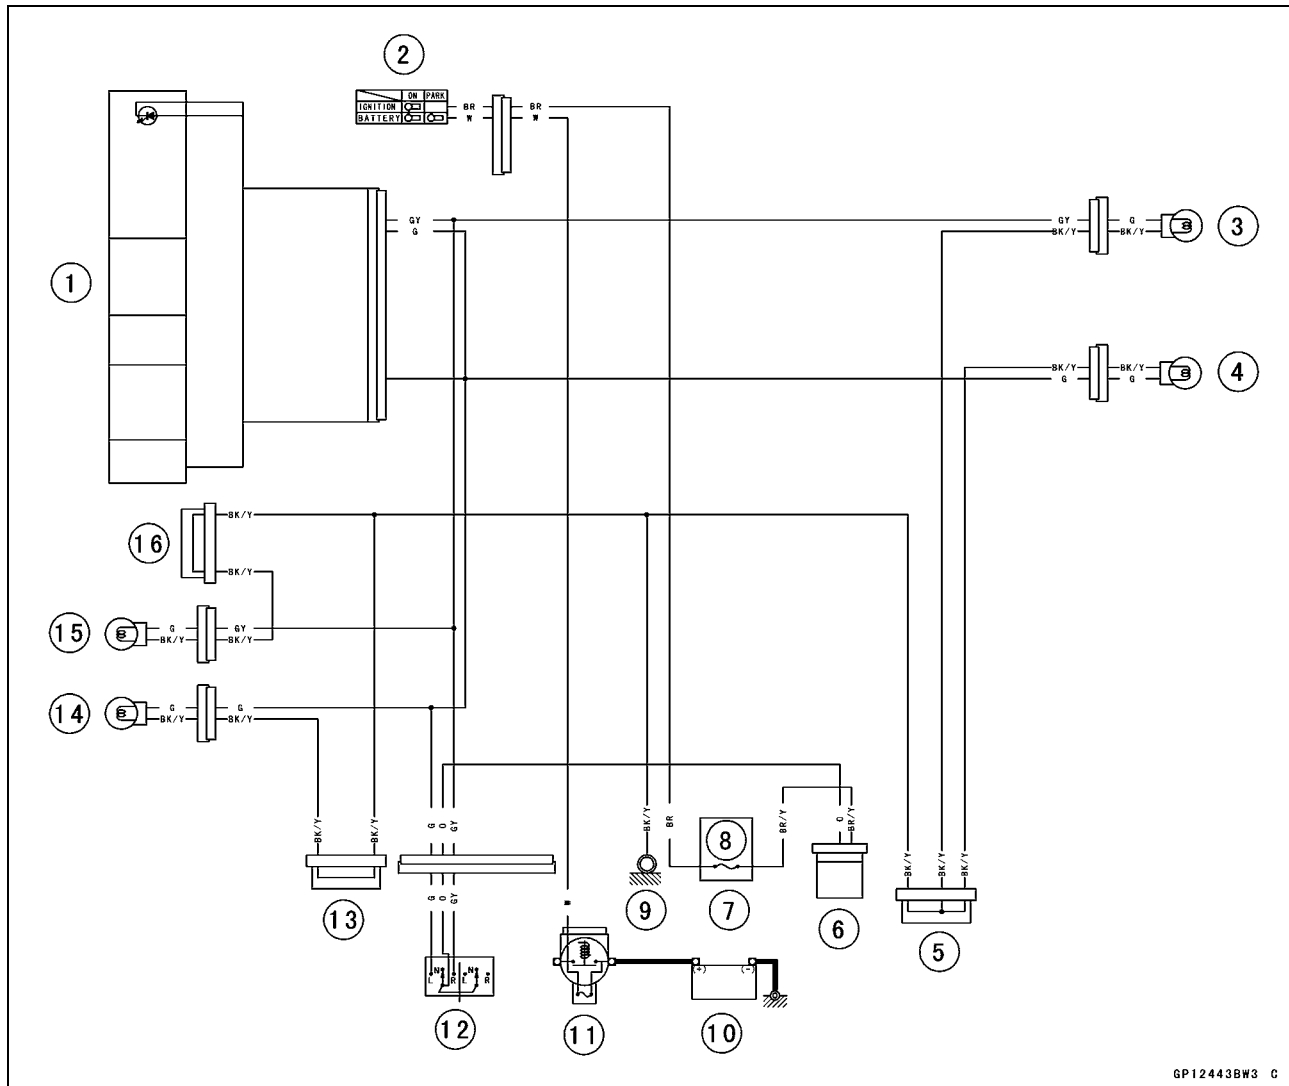 2
ON PARK
IGNITION
BATTERY
BR BR
W W
GY
G
GY G
BK/Y BK/Y
3
1
BK/Y BK/Y
G G
4
BK/Y
16
BK/Y
15
G GY
BK/Y BK/Y
14
G G
BK/Y BK/Y
BK/Y
BK/Y
G
O
GY
BK/Y
BR
BR/Y
O
BR/Y
8
G
O
GY
BK/Y
BK/Y
BK/Y
W
13
9
7
6
5
L N R L N R
(+) (-)
12
11
10
GP12443BW3 C